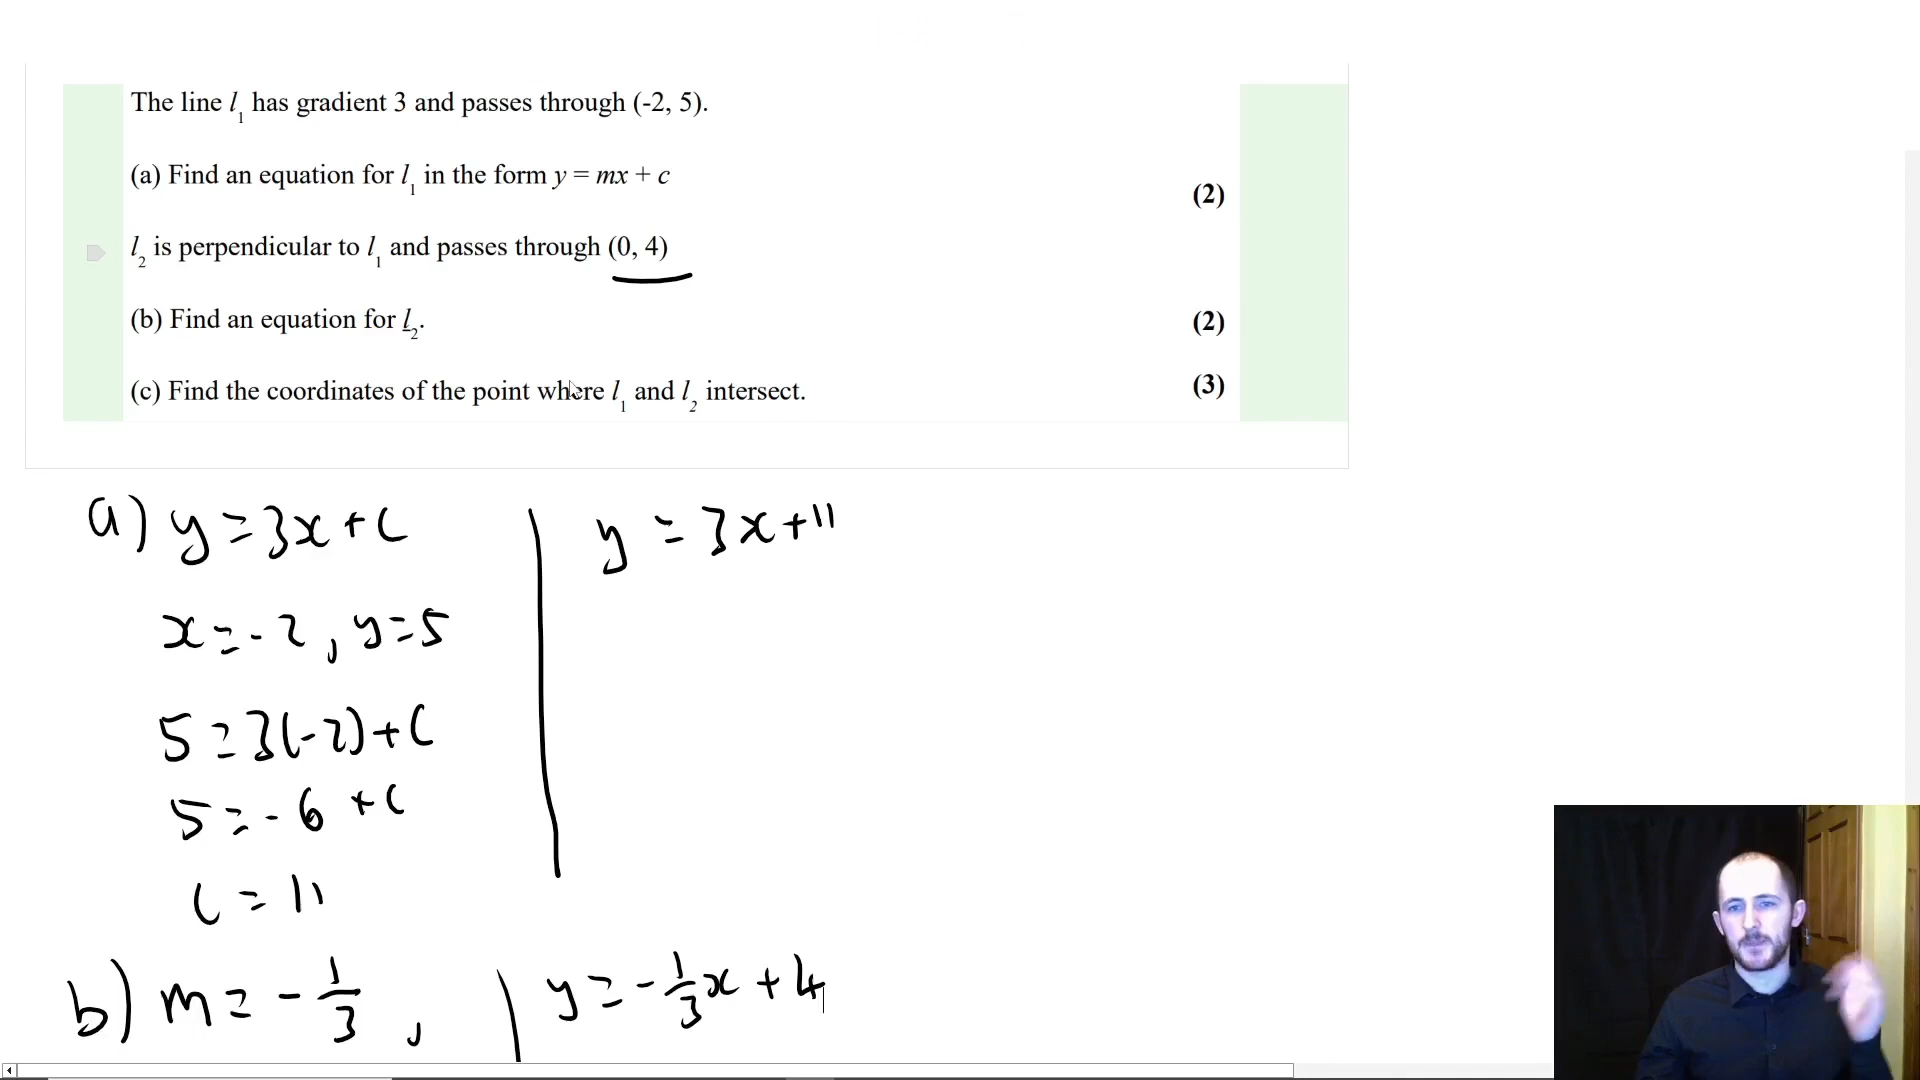 The line l₁ has gradient 3 and passes through (-2, 5).
(a) Find an equation for l₁ in the form y = mx + c
(2)
l₂ is perpendicular to l₁ and passes through (0, 4)
(b) Find an equation for l₂.
(2)
(c) Find the coordinates of the point where l₁ and l₂ intersect.
(3)
a) y = 3x + c
x = -2, y = 5
5 = 3(-2) + c
5 = -6 + c
c = 11
y = 3x + 11
b) m = -1/3,
y = -1/3x + 4